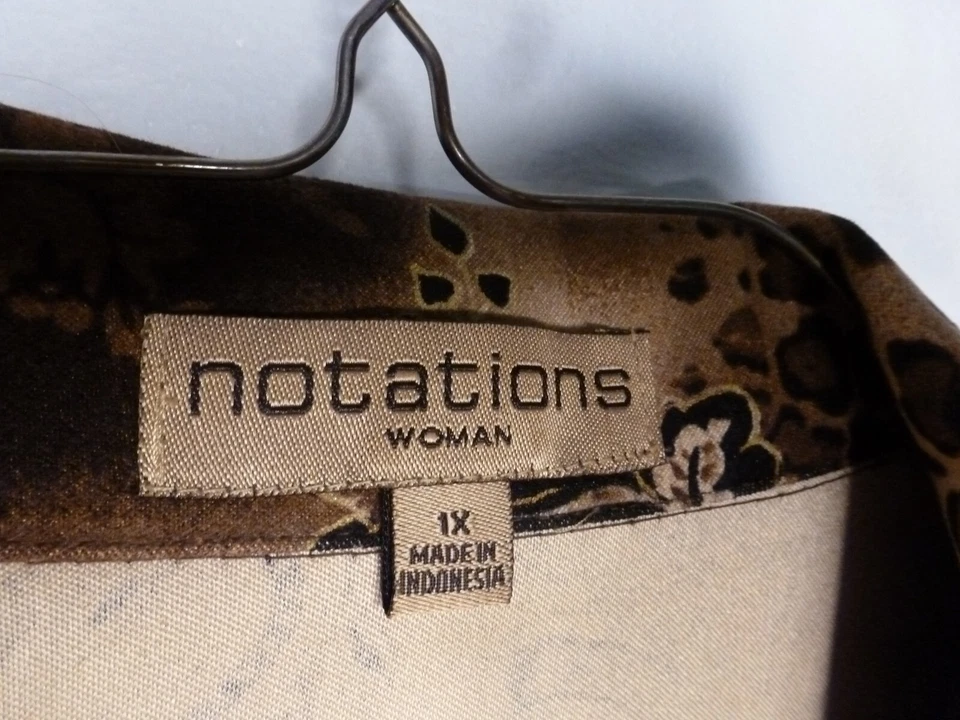 notations
WOMAN
1X
MADE IN
INDONESIA